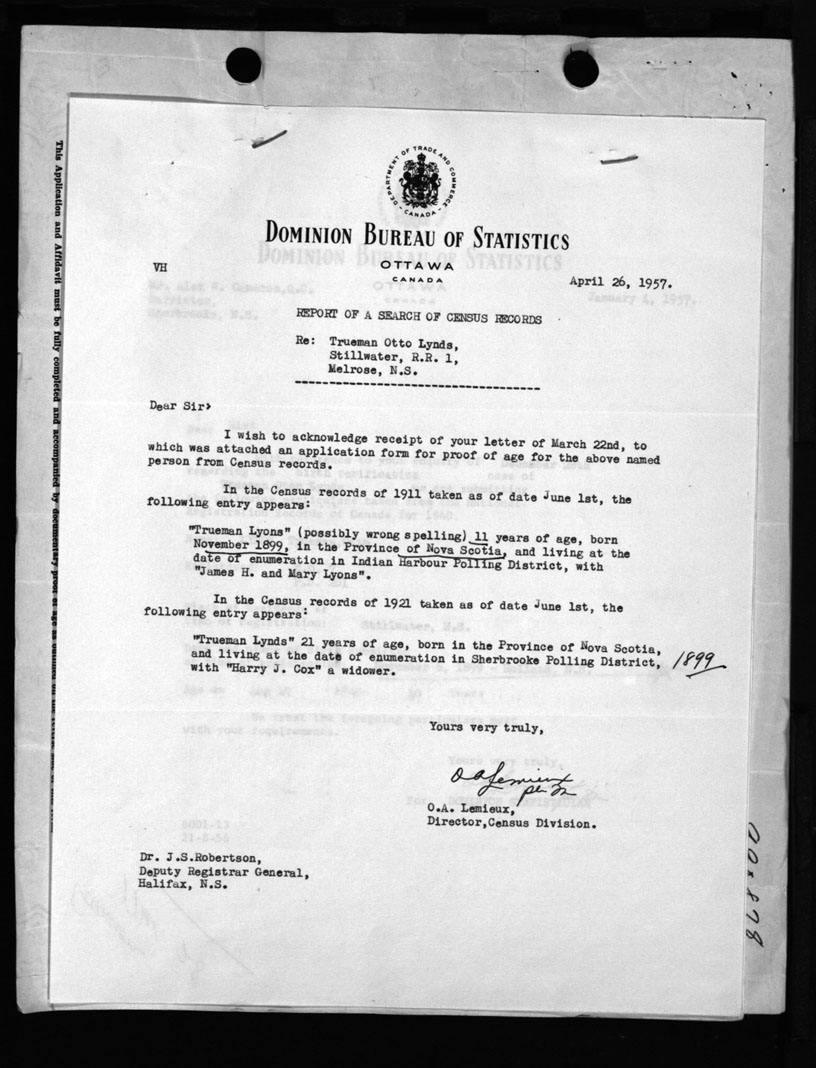 This Application and Affidavit must be fully completed and accompanied by documentary proof of age as
DEPARTMENT OF TRADE AND COMMERCE
- CANADA -
DOMINION BUREAU OF STATISTICS
OTTAWA
CANADA
VH
April 26, 1957.
REPORT OF A SEARCH OF CENSUS RECORDS
Re: Trueman Otto Lynds,
Stillwater, R.R. 1,
Melrose, N.S.
Dear Sir>
I wish to acknowledge receipt of your letter of March 22nd, to
which was attached an application form for proof of age for the above named
person from Census records.
In the Census records of 1911 taken as of date June 1st, the
following entry appears:
"Trueman Lyons" (possibly wrong spelling) 11 years of age, born
November 1899, in the Province of Nova Scotia, and living at the
date of enumeration in Indian Harbour Polling District, with
"James H. and Mary Lyons".
In the Census records of 1921 taken as of date June 1st, the
following entry appears:
"Trueman Lynds" 21 years of age, born in the Province of Nova Scotia,
and living at the date of enumeration in Sherbrooke Polling District,
with "Harry J. Cox" a widower.
1899
Yours very truly,
O A Lemieux
per
O.A. Lemieux,
Director,Census Division.
Dr. J.S.Robertson,
Deputy Registrar General,
Halifax, N.S.